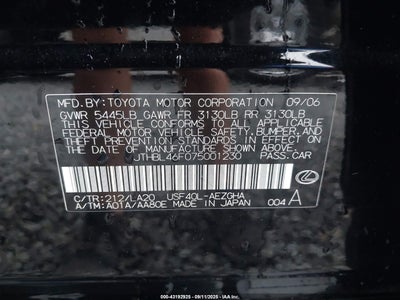 MFD. BY: TOYOTA MOTOR CORPORATION 09/06
GVWR 5445LB GAWR FR 3130LB RR 3130LB
THIS VEHICLE CONFORMS TO ALL APPLICABLE
FEDERAL MOTOR VEHICLE SAFETY, BUMPER, AND
THEFT PREVENTION STANDARDS IN EFFECT ON
THE DATE OF MANUFACTURE SHOWN ABOVE.
JTHBL46F075001230 PASS.CAR
C/TR:212/LA20 USF40L-AEZGHA
A/TM:A01A/AA80E MADE IN JAPAN 004 A
000-43192925 - 09/11/2025 - IAAI.COM